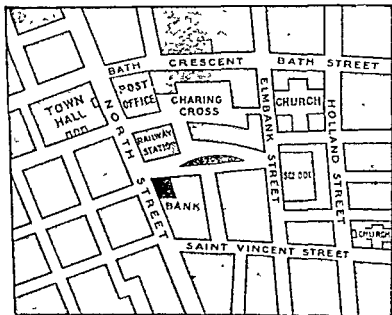 BATH CRESCENT
BATH STREET
TOWN
HALL
POST
OFFICE
CHARING
CROSS
CHURCH
NORTH STREET
RAILWAY
STATION
ELMBANK STREET
HOLLAND STREET
BANK
CHURCH
SAINT VINCENT STREET